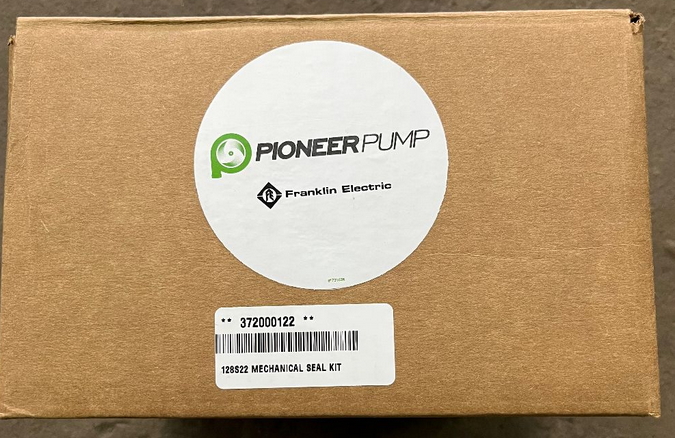 PIONEERPUMP
Franklin Electric
** 372000122 **
128S22 MECHANICAL SEAL KIT